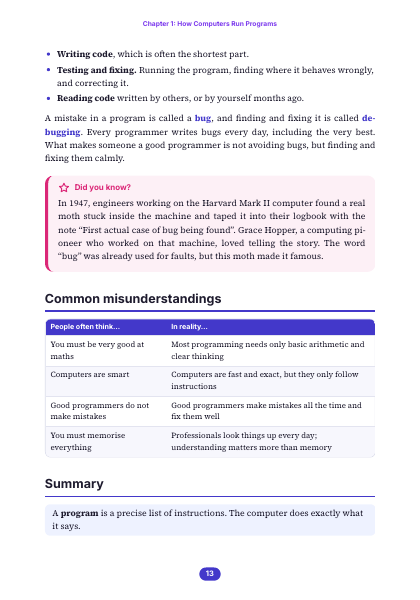 Chapter 1: How Computers Run Programs
• Writing code, which is often the shortest part.
• Testing and fixing. Running the program, finding where it behaves wrongly,
and correcting it.
• Reading code written by others, or by yourself months ago.
A mistake in a program is called a bug, and finding and fixing it is called de-
bugging. Every programmer writes bugs every day, including the very best.
What makes someone a good programmer is not avoiding bugs, but finding and
fixing them calmly.
Did you know?
In 1947, engineers working on the Harvard Mark II computer found a real
moth stuck inside the machine and taped it into their logbook with the
note “First actual case of bug being found”. Grace Hopper, a computing pi-
oneer who worked on that machine, loved telling the story. The word
“bug” was already used for faults, but this moth made it famous.
Common misunderstandings
People often think... In reality...
You must be very good at Most programming needs only basic arithmetic and
maths clear thinking
Computers are smart Computers are fast and exact, but they only follow
instructions
Good programmers do not Good programmers make mistakes all the time and
make mistakes fix them well
You must memorise Professionals look things up every day;
everything understanding matters more than memory
Summary
A program is a precise list of instructions. The computer does exactly what
it says.
13